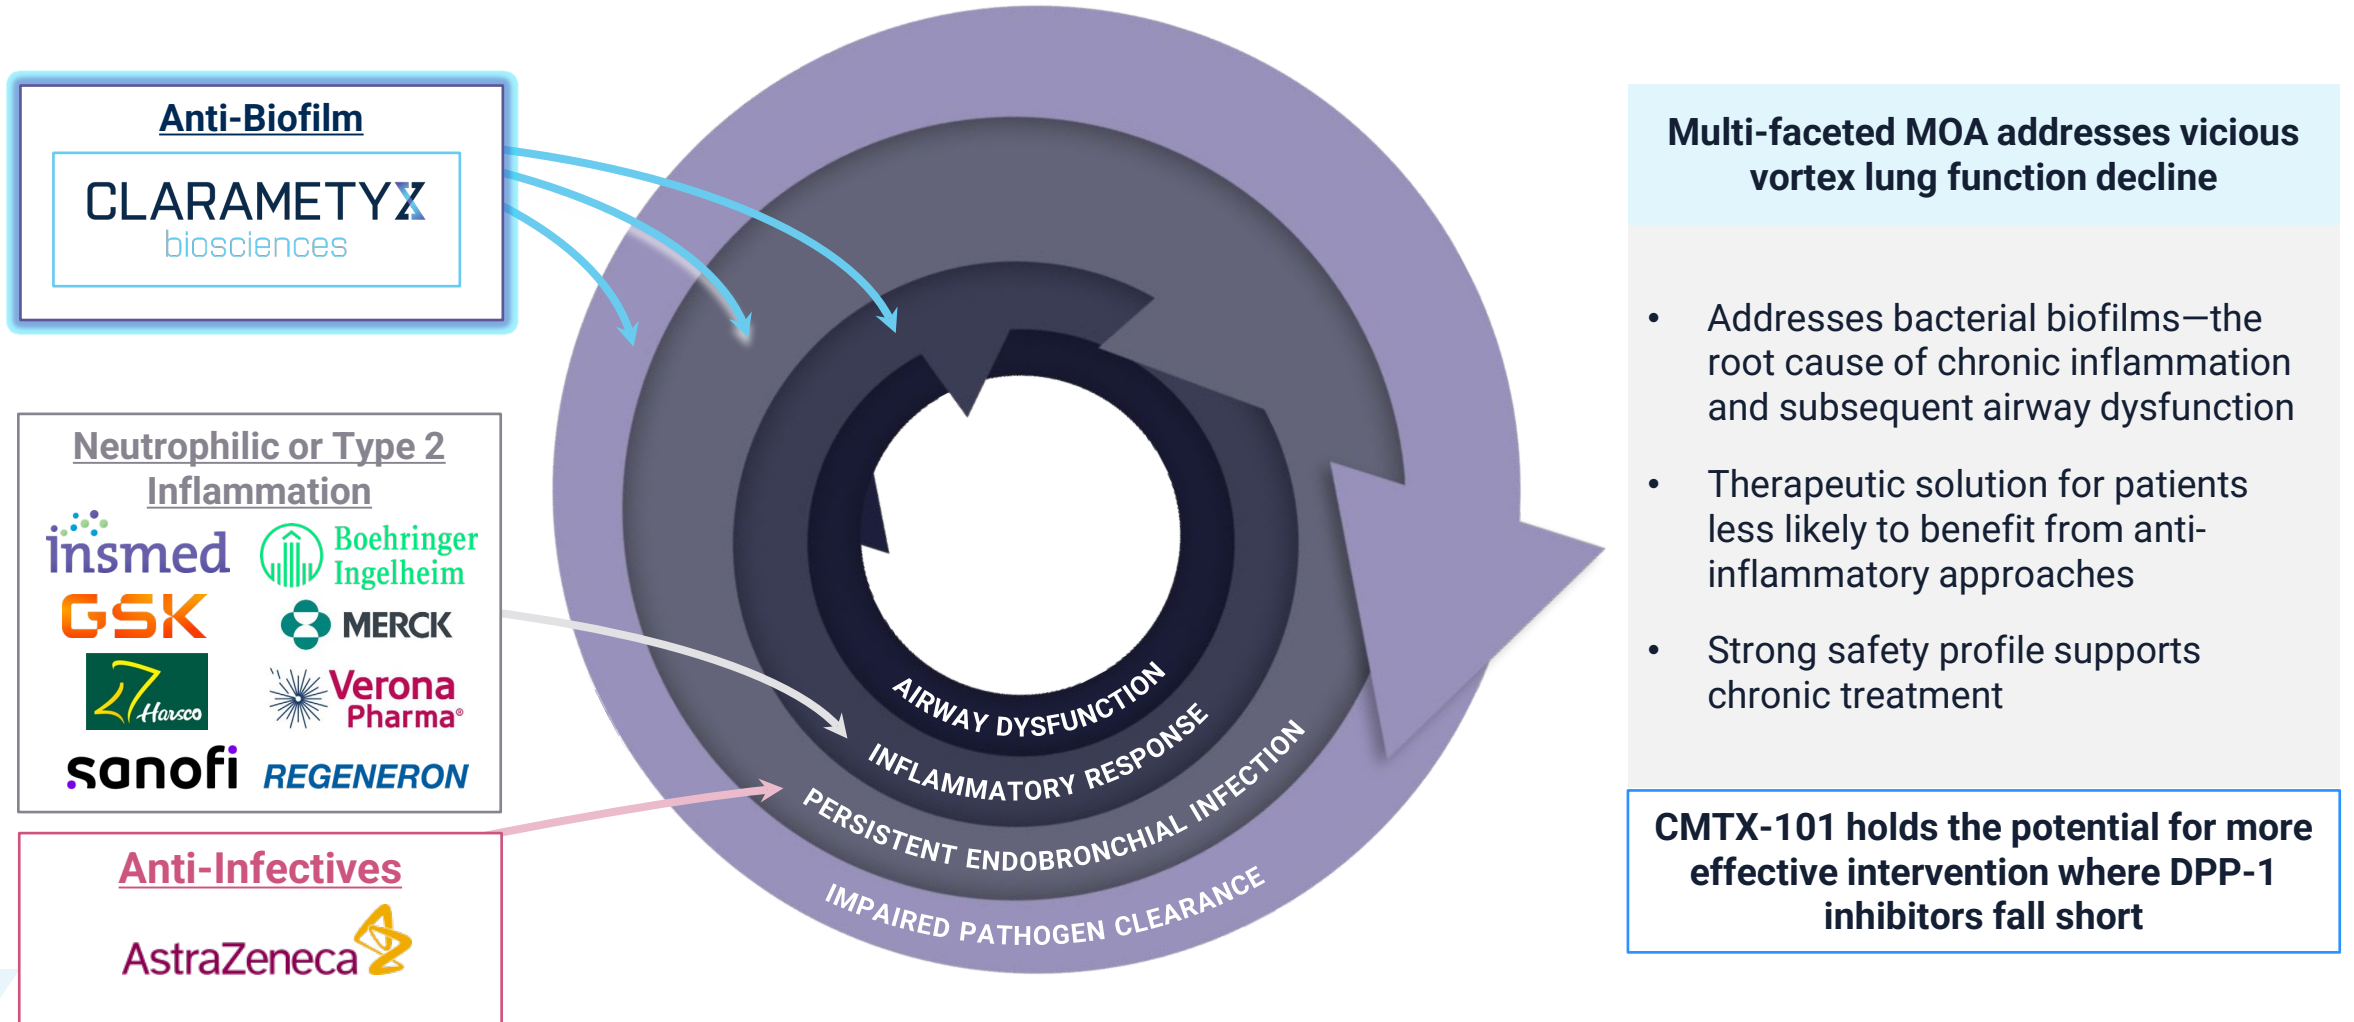 Anti-Biofilm
CLARAMETYX
biosciences
Neutrophilic or Type 2
Inflammation
insmed
Boehringer
Ingelheim
GSK
MERCK
Harsco
Verona
Pharma®
sanofi
REGENERON
Anti-Infectives
AstraZeneca
AIRWAY DYSFUNCTION
INFLAMMATORY RESPONSE
PERSISTENT ENDOBRONCHIAL INFECTION
IMPAIRED PATHOGEN CLEARANCE
Multi-faceted MOA addresses vicious
vortex lung function decline
• Addresses bacterial biofilms—the
root cause of chronic inflammation
and subsequent airway dysfunction
• Therapeutic solution for patients
less likely to benefit from anti-
inflammatory approaches
• Strong safety profile supports
chronic treatment
CMTX-101 holds the potential for more
effective intervention where DPP-1
inhibitors fall short